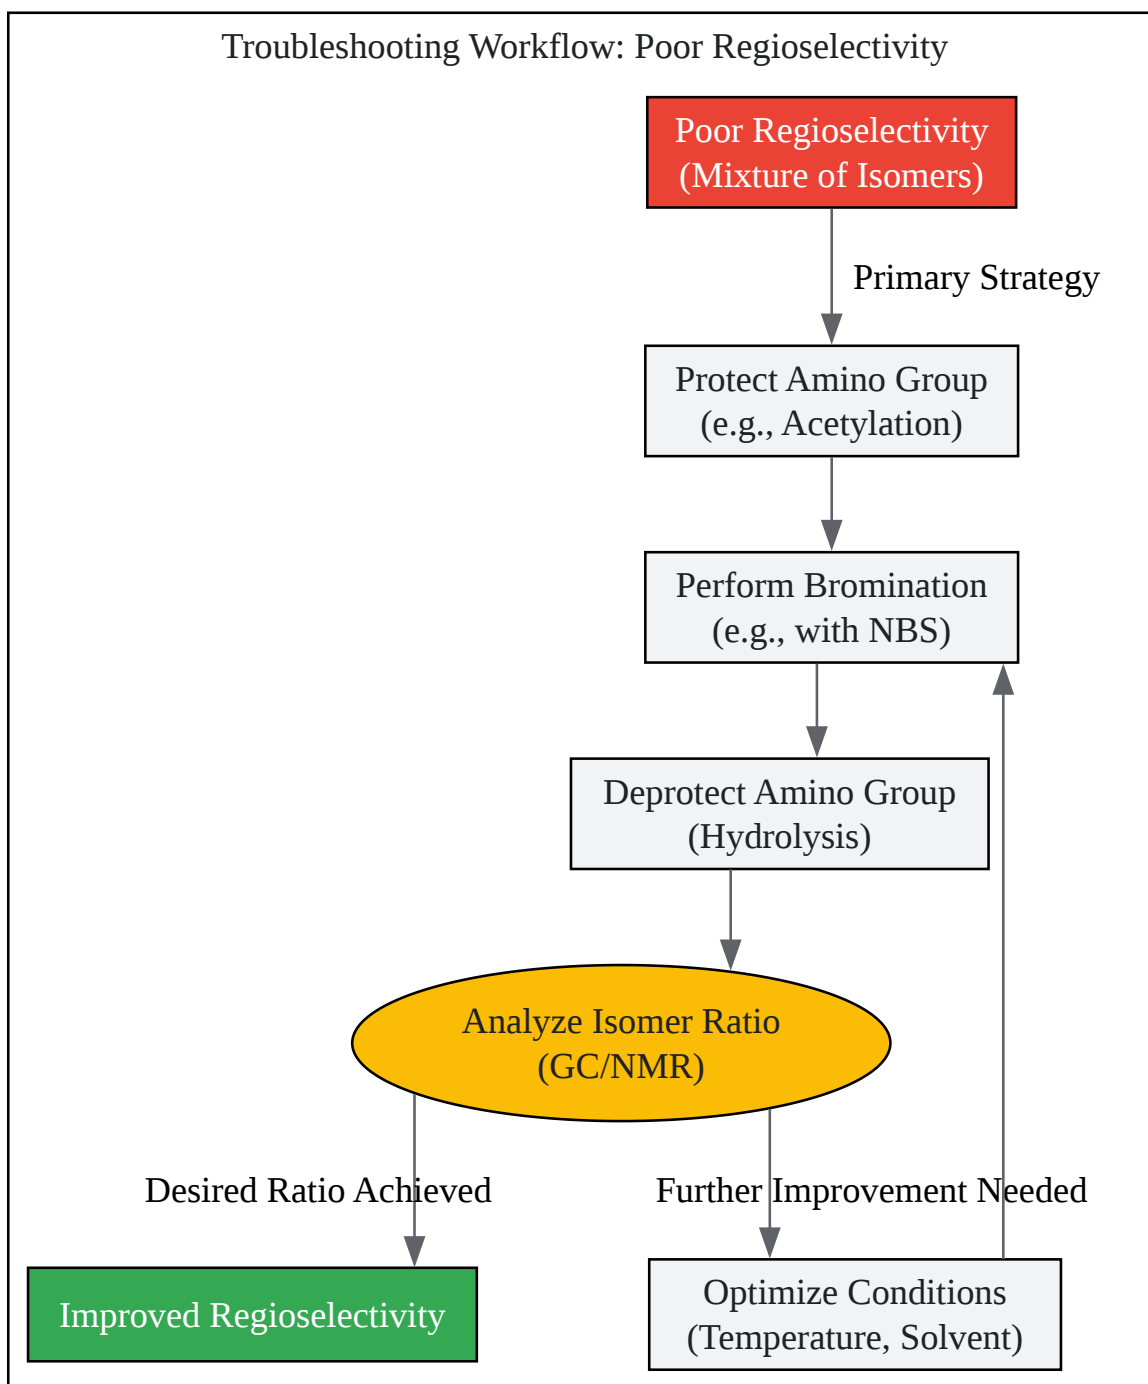 Troubleshooting Workflow: Poor Regioselectivity
Poor Regioselectivity
(Mixture of Isomers)
Primary Strategy
Protect Amino Group
(e.g., Acetylation)
Perform Bromination
(e.g., with NBS)
Deprotect Amino Group
(Hydrolysis)
Analyze Isomer Ratio
(GC/NMR)
Desired Ratio Achieved
Further Improvement Needed
Improved Regioselectivity
Optimize Conditions
(Temperature, Solvent)